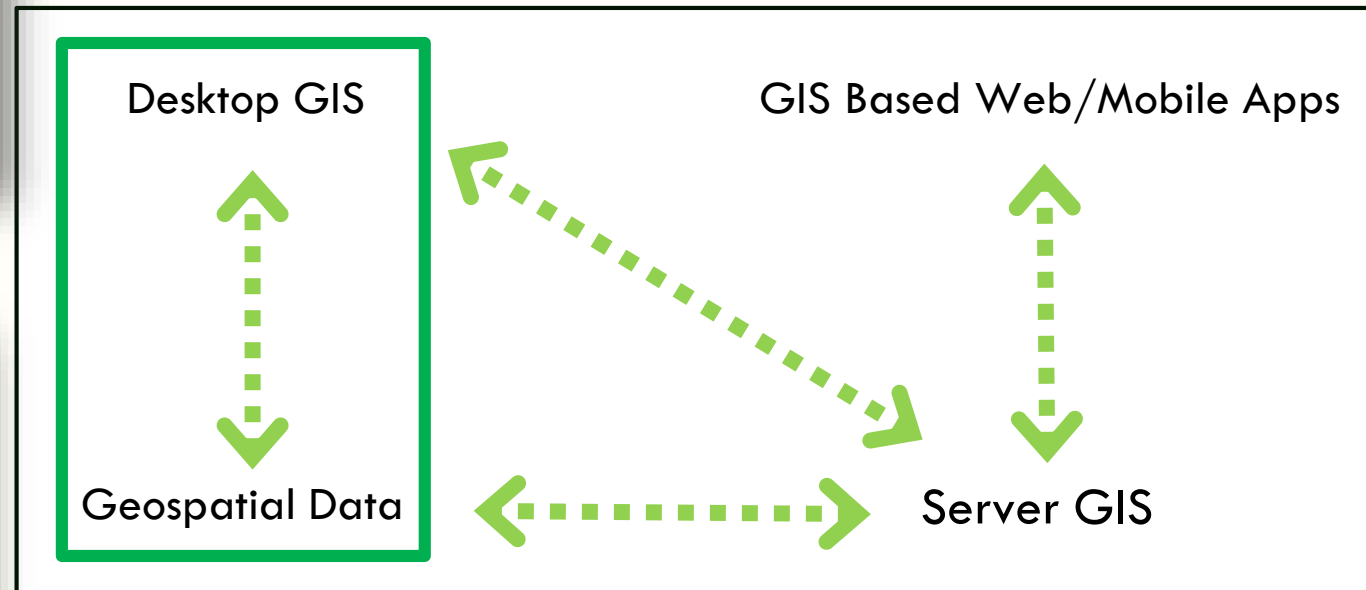 Desktop GIS
GIS Based Web/Mobile Apps
Geospatial Data
Server GIS